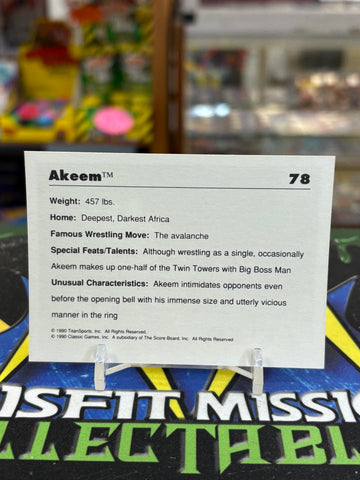 Akeem™ 78
Weight: 457 lbs.
Home: Deepest, Darkest Africa
Famous Wrestling Move: The avalanche
Special Feats/Talents: Although wrestling as a single, occasionally
Akeem makes up one-half of the Twin Towers with Big Boss Man
Unusual Characteristics: Akeem intimidates opponents even
before the opening bell with his immense size and utterly vicious
manner in the ring
© 1990 TitanSports, Inc. All Rights Reserved.
© 1990 Classic Games, Inc. A subsidiary of The Score Board, Inc. All Rights Reserved
ISFIT MISSIO
LLECTABL